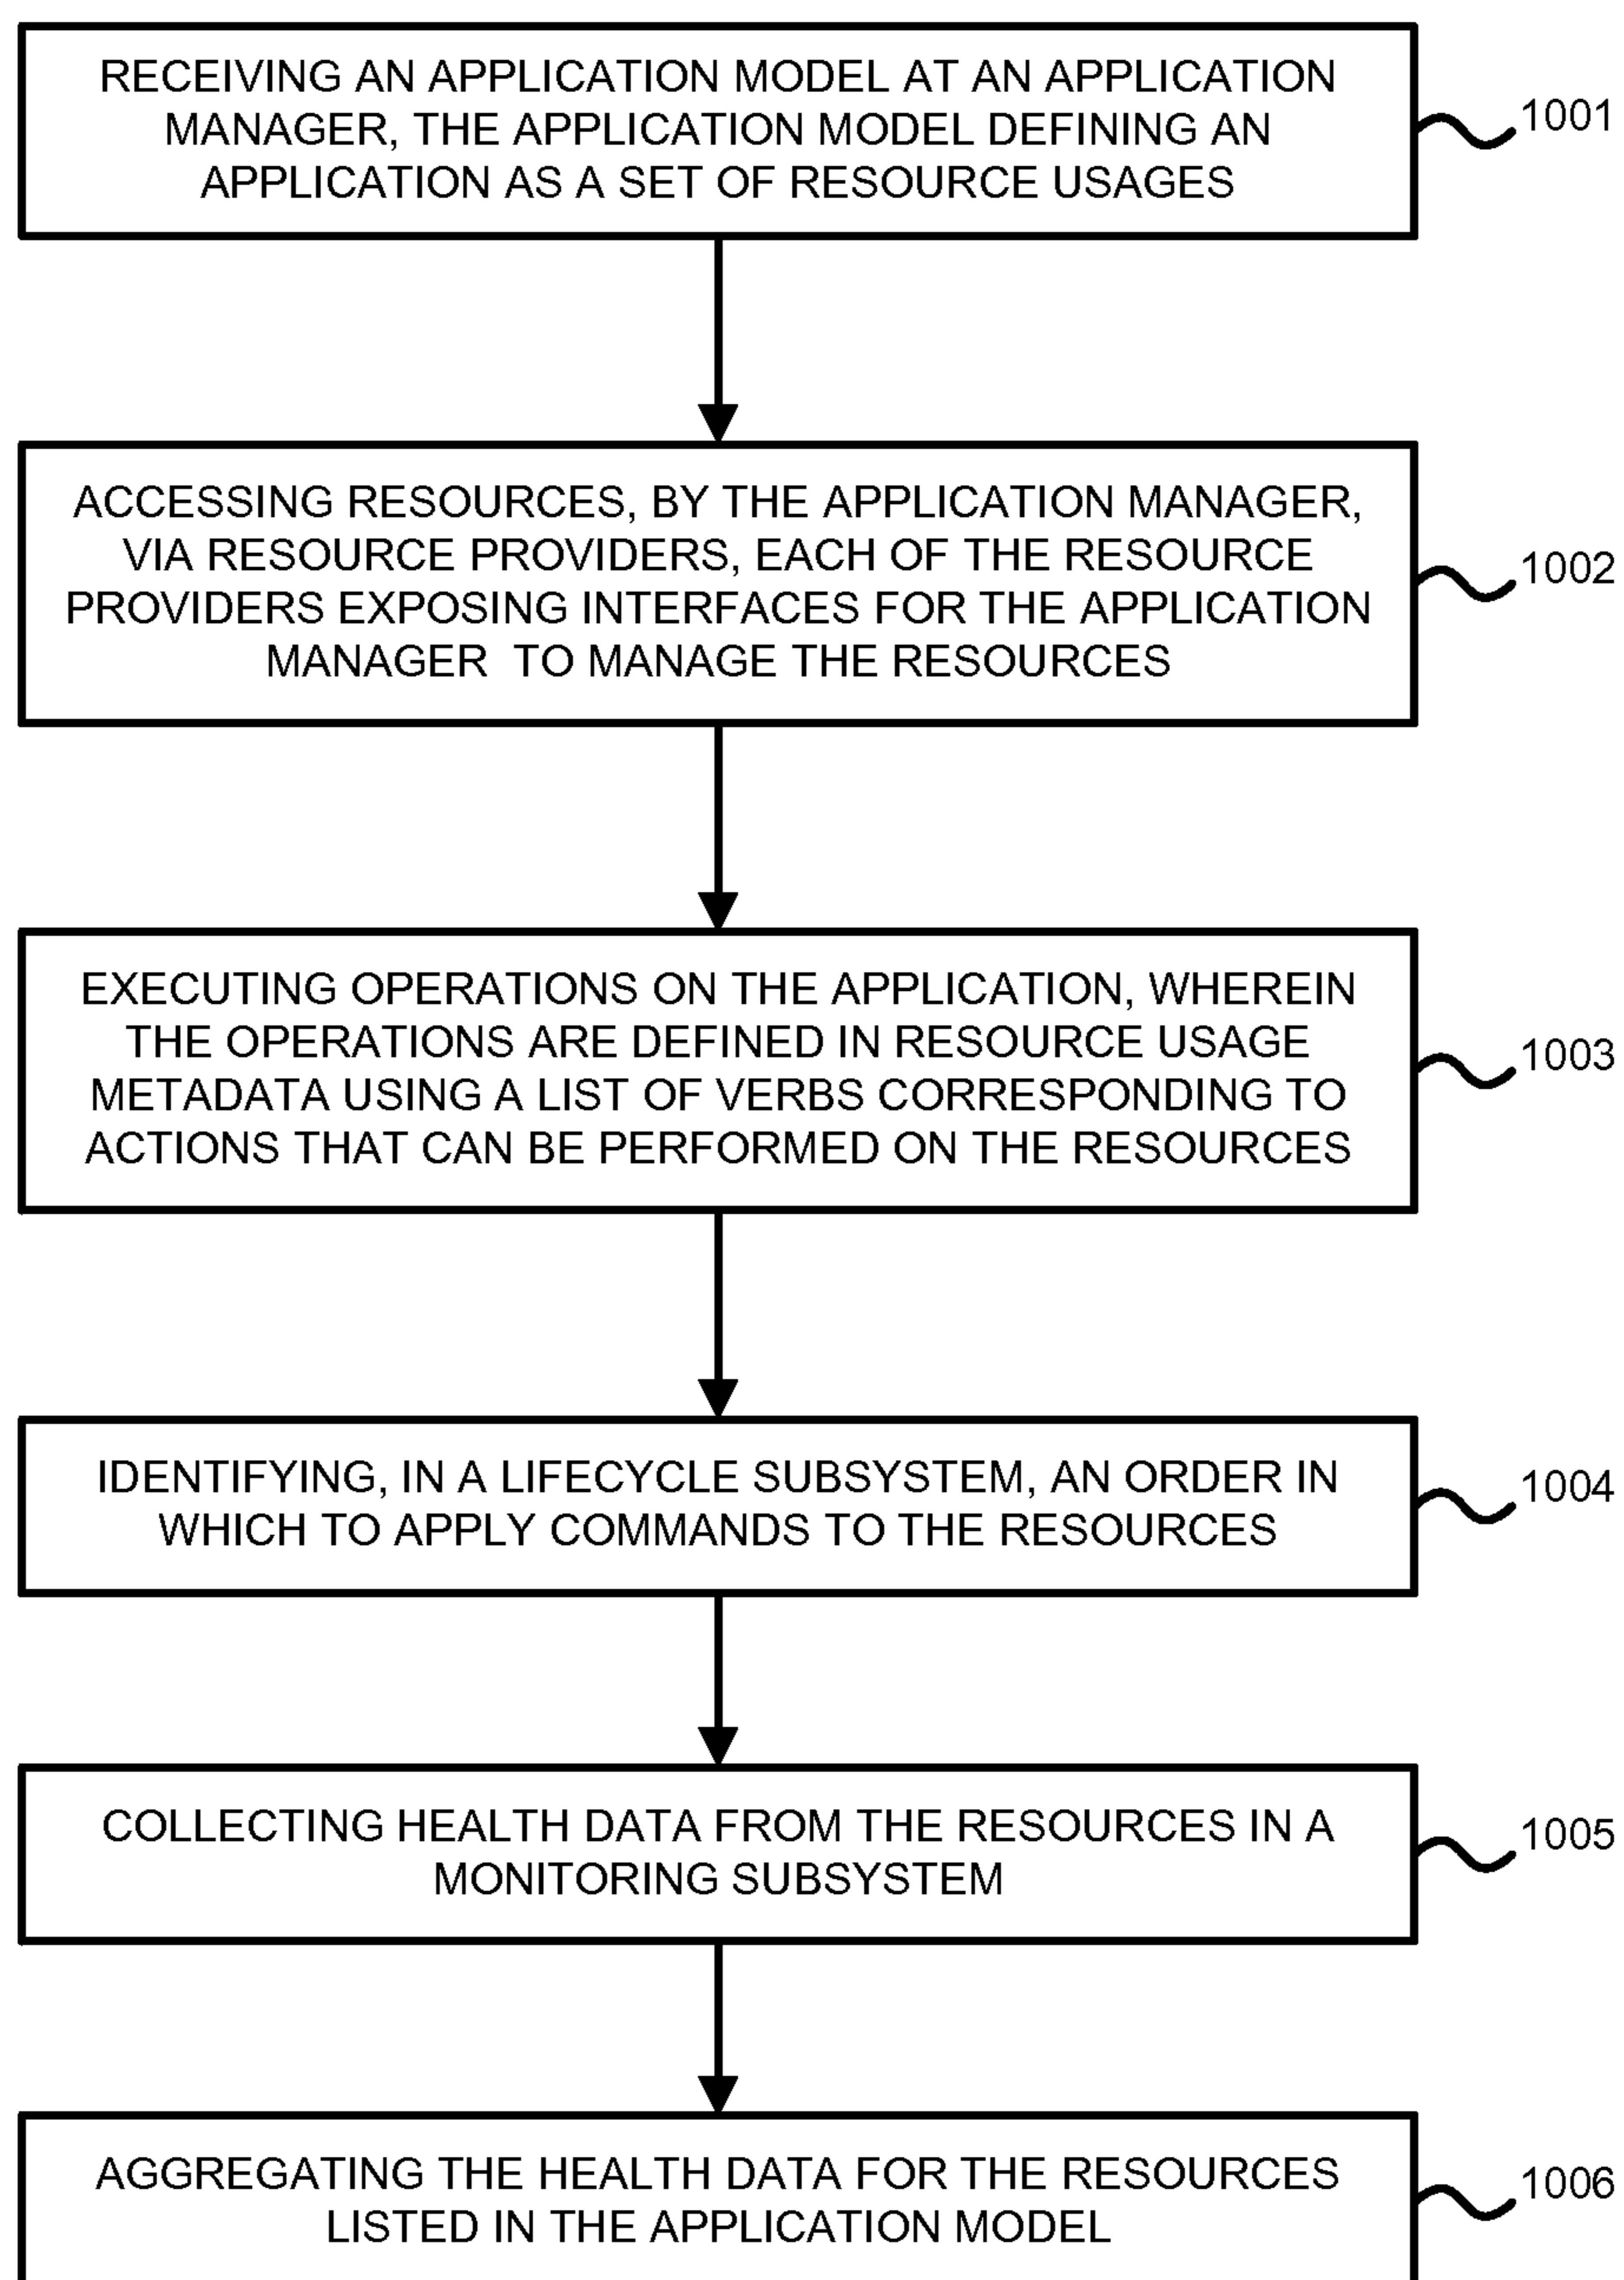 RECEIVING AN APPLICATION MODEL AT AN APPLICATION
MANAGER, THE APPLICATION MODEL DEFINING AN
APPLICATION AS A SET OF RESOURCE USAGES
1001
ACCESSING RESOURCES, BY THE APPLICATION MANAGER,
VIA RESOURCE PROVIDERS, EACH OF THE RESOURCE
PROVIDERS EXPOSING INTERFACES FOR THE APPLICATION
MANAGER TO MANAGE THE RESOURCES
1002
EXECUTING OPERATIONS ON THE APPLICATION, WHEREIN
THE OPERATIONS ARE DEFINED IN RESOURCE USAGE
METADATA USING A LIST OF VERBS CORRESPONDING TO
ACTIONS THAT CAN BE PERFORMED ON THE RESOURCES
1003
IDENTIFYING, IN A LIFECYCLE SUBSYSTEM, AN ORDER IN
WHICH TO APPLY COMMANDS TO THE RESOURCES
1004
COLLECTING HEALTH DATA FROM THE RESOURCES IN A
MONITORING SUBSYSTEM
1005
AGGREGATING THE HEALTH DATA FOR THE RESOURCES
LISTED IN THE APPLICATION MODEL
1006